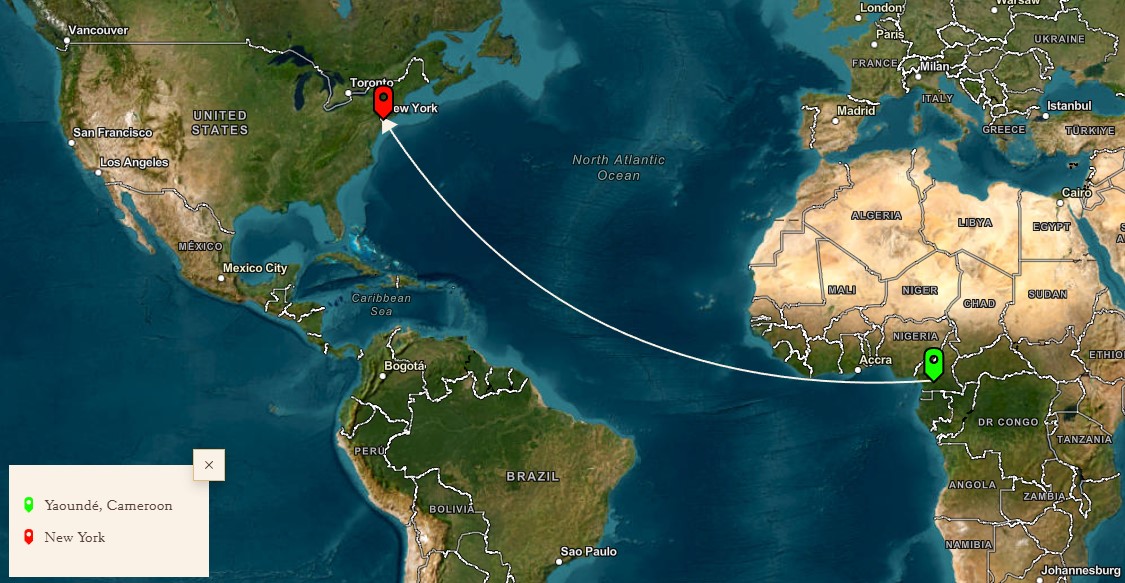 London
Warsaw
Vancouver
Paris
UKRAINE
FRANCE
Milan
Toronto
ITALY
ew York
Madrid
Istanbul
UNITED
STATES
GREECE
TÜRKIYE
San Francisco
Los Angeles
North Atlantic
Ocean
Cairo
ALGERIA
LIBYA
EGYPT
MÉXICO
Mexico City
MALI
NIGER
CHAD
SUDAN
Caribbean
Sea
NIGERIA
Accra
ETHIO
Bogotá
DR CONGO
TANZANIA
PERÚ
BRAZIL
ANGOLA
ZAMBIA
BOLIVIA
Yaoundé, Cameroon
New York
NAMIBIA
Sao Paulo
Johannesburg